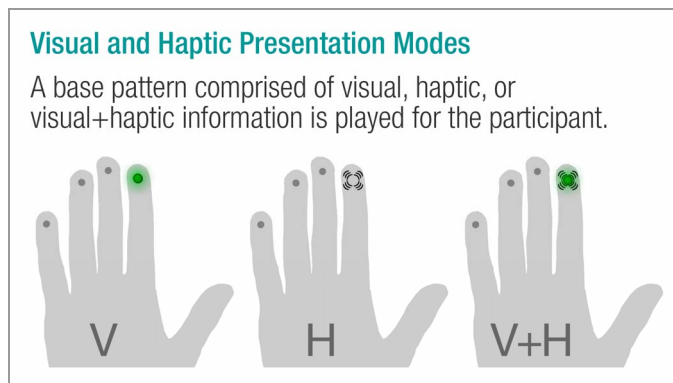 Visual and Haptic Presentation Modes
A base pattern comprised of visual, haptic, or
visual+haptic information is played for the participant.
V
H
V+H